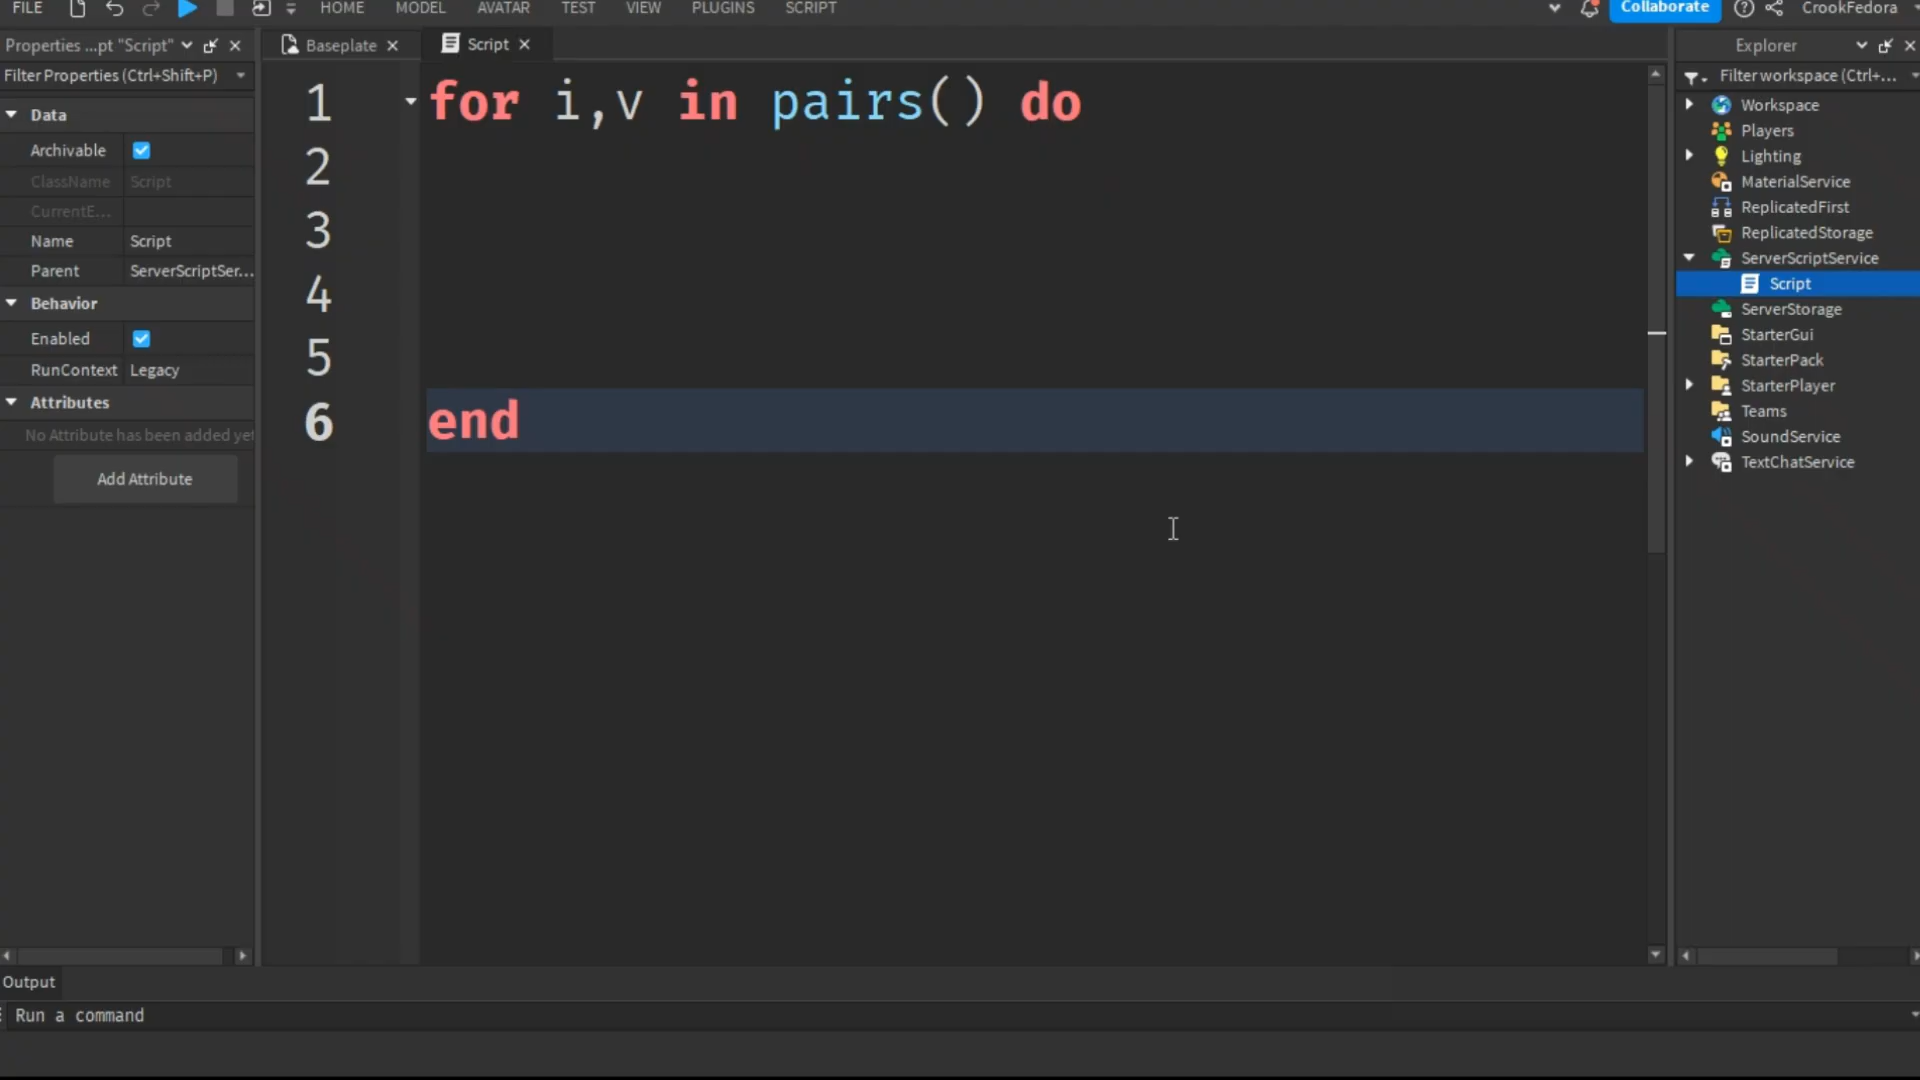 FILE HOME MODEL AVATAR TEST VIEW PLUGINS SCRIPT Collaborate CrookFedora
Properties ...pt "Script"
Filter Properties (Ctrl+Shift+P)
Data
Archivable
ClassName Script
CurrentE...
Name Script
Parent ServerScriptSer...
Behavior
Enabled
RunContext Legacy
Attributes
No Attribute has been added yet
Add Attribute
Baseplate Script
1 for i,v in pairs() do
2
3
4
5
6 end
Explorer
Filter workspace (Ctrl+...
Workspace
Players
Lighting
MaterialService
ReplicatedFirst
ReplicatedStorage
ServerScriptService
Script
ServerStorage
StarterGui
StarterPack
StarterPlayer
Teams
SoundService
TextChatService
Output
Run a command